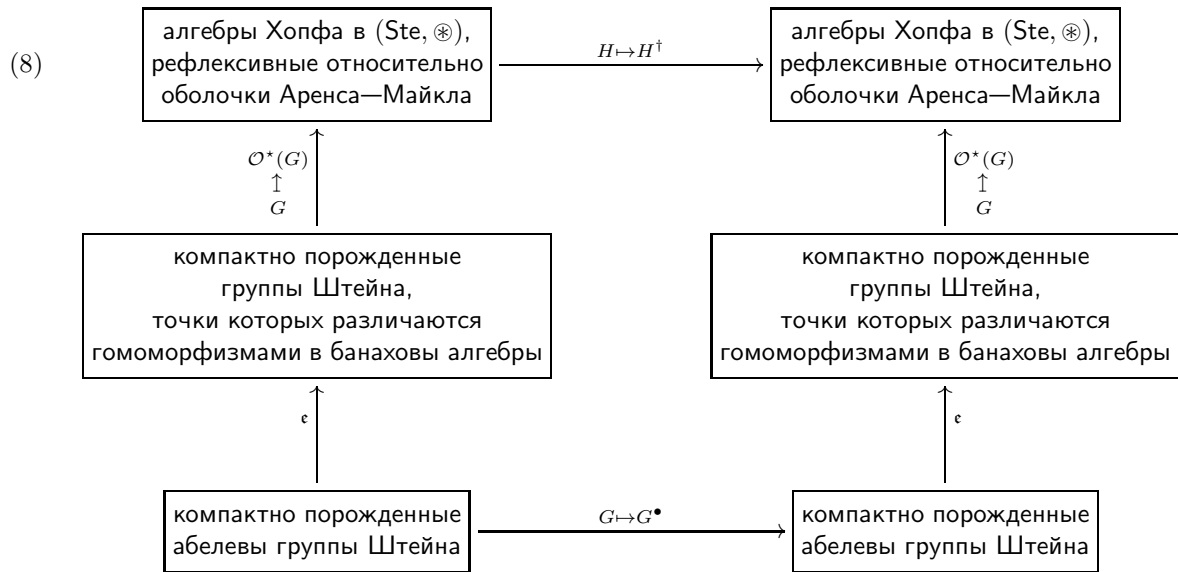 (8)
алгебры Хопфа в (Ste, ⊛),
рефлексивные относительно
оболочки Аренса—Майкла
H↦H†
алгебры Хопфа в (Ste, ⊛),
рефлексивные относительно
оболочки Аренса—Майкла
𝒪⋆(G)
↥
G
𝒪⋆(G)
↥
G
компактно порожденные
группы Штейна,
точки которых различаются
гомоморфизмами в банаховы алгебры
компактно порожденные
группы Штейна,
точки которых различаются
гомоморфизмами в банаховы алгебры
𝔢
𝔢
компактно порожденные
абелевы группы Штейна
G↦G•
компактно порожденные
абелевы группы Штейна